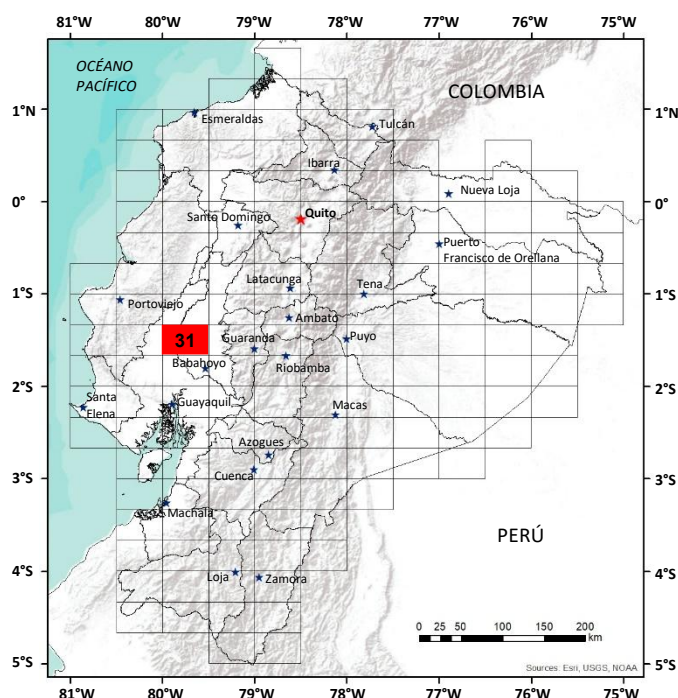 OCÉANO
PACÍFICO
COLOMBIA
1°N
1°N
Esmeraldas
Tulcán
Ibarra
Nueva Loja
0°
0°
Santo Domingo
Quito
Puerto
Francisco de Orellana
Latacunga
Tena
1°S
1°S
Portoviejo
Ambato
31
Guaranda
Puyo
Babahoyo
Riobamba
2°S
2°S
Santa
Elena
Guayaquil
Macas
Azogues
3°S
3°S
Cuenca
Machala
PERÚ
4°S
4°S
Loja
Zamora
0 25 50 100 150 200
km
5°S
5°S
Sources: Esri, USGS, NOAA
81°W 80°W 79°W 78°W 77°W 76°W 75°W
81°W 80°W 79°W 78°W 77°W 76°W 75°W